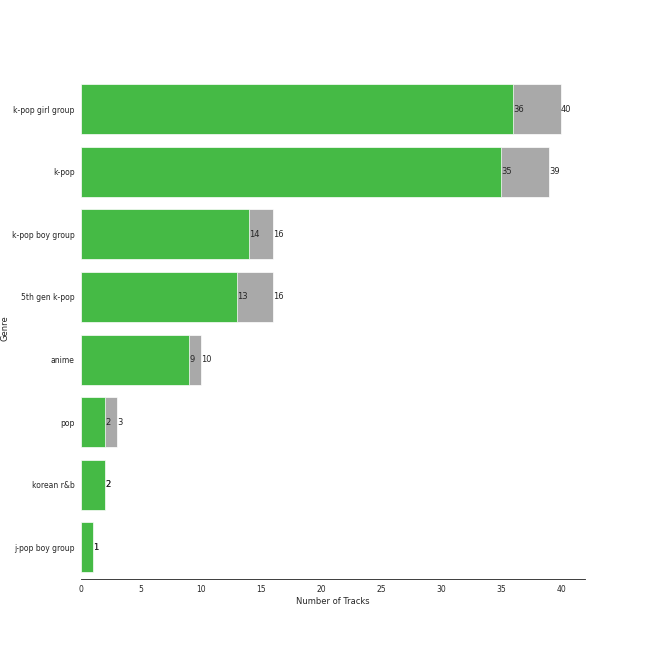 k-pop girl group 36 40
k-pop 35 39
k-pop boy group 14 16
5th gen k-pop 13 16
Genre
anime 9 10
pop 2 3
korean r&b 2
j-pop boy group 1
0 5 10 15 20 25 30 35 40
Number of Tracks